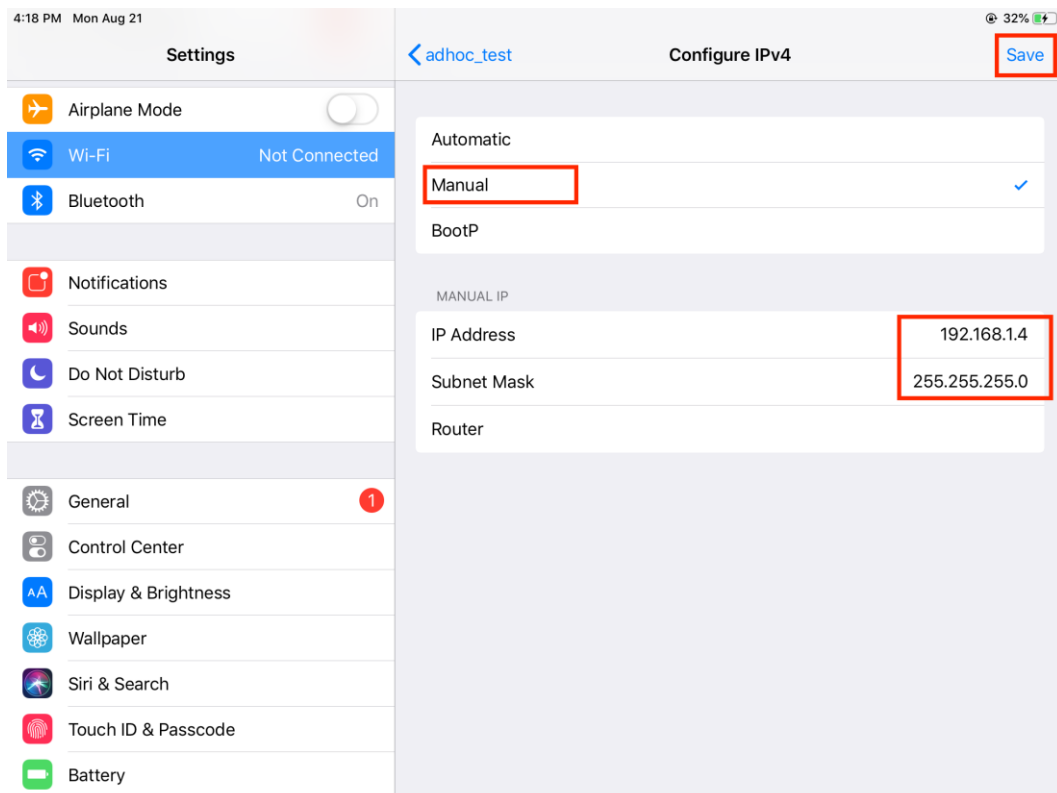 4:18 PM Mon Aug 21
32%
Settings
adhoc_test
Configure IPv4
Save
Airplane Mode
Wi-Fi
Not Connected
Bluetooth
On
Notifications
Sounds
Do Not Disturb
Screen Time
General
1
Control Center
AA
Display & Brightness
Wallpaper
Siri & Search
Touch ID & Passcode
Battery
Automatic
Manual
BootP
MANUAL IP
IP Address
192.168.1.4
Subnet Mask
255.255.255.0
Router